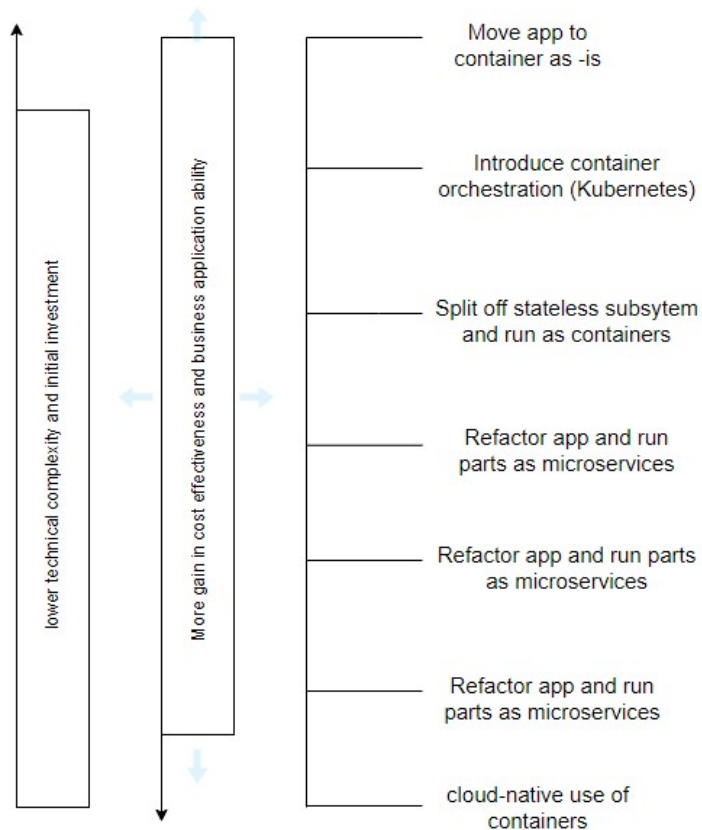 lower technical complexity and initial investment
More gain in cost effectiveness and business application ability
Move app to
container as -is
Introduce container
orchestration (Kubernetes)
Split off stateless subsytem
and run as containers
Refactor app and run
parts as microservices
Refactor app and run parts
as microservices
Refactor app and run
parts as microservices
cloud-native use of
containers